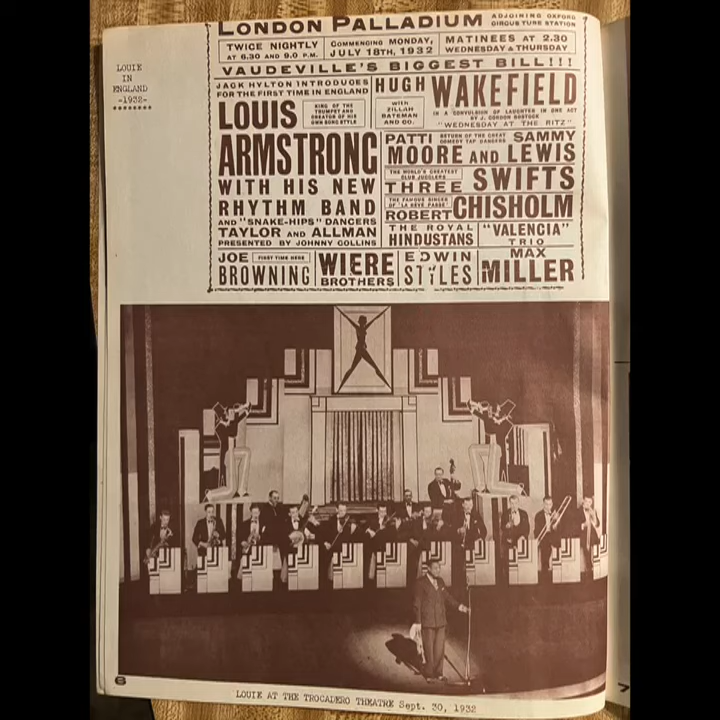 LONDON PALLADIUM
ADJOINING OXFORD
CIRCUS TUBE STATION
TWICE NIGHTLY
AT 6.30 AND 9.0 P.M.
COMMENCING MONDAY,
JULY 18TH, 1932
MATINEES AT 2.30
WEDNESDAY & THURSDAY
VAUDEVILLE'S BIGGEST BILL!!!
LOUIE
IN
ENGLAND
-1932-
********
JACK HYLTON INTRODUCES
FOR THE FIRST TIME IN ENGLAND
LOUIS
KING OF THE
TRUMPET AND
CREATOR OF HIS
OWN SONG STYLE
ARMSTRONG
WITH HIS NEW
RHYTHM BAND
AND "SNAKE-HIPS" DANCERS
TAYLOR AND ALLMAN
PRESENTED BY JOHNNY COLLINS
HUGH
WAKEFIELD
WITH
ZILLAH
BATEMAN
AND CO.
IN A CONVULSION OF LAUGHTER IN ONE ACT
BY J. GORDON BOSTOCK
"WEDNESDAY AT THE RITZ"
PATTI
RETURN OF THE GREAT
COMEDY TAP DANCERS
SAMMY
MOORE AND LEWIS
THE WORLD'S GREATEST
CLUB JUGGLERS
THREE SWIFTS
THE FAMOUS SINGER
ROBERT CHISHOLM
THE ROYAL
HINDUSTANS
"VALENCIA"
TRIO
JOE
FIRST TIME HERE
BROWNING
WIERE
BROTHERS
EDWIN
STYLES
MAX
MILLER
6
7
LOUIE AT THE TROCADERO THEATRE Sept. 30, 1932